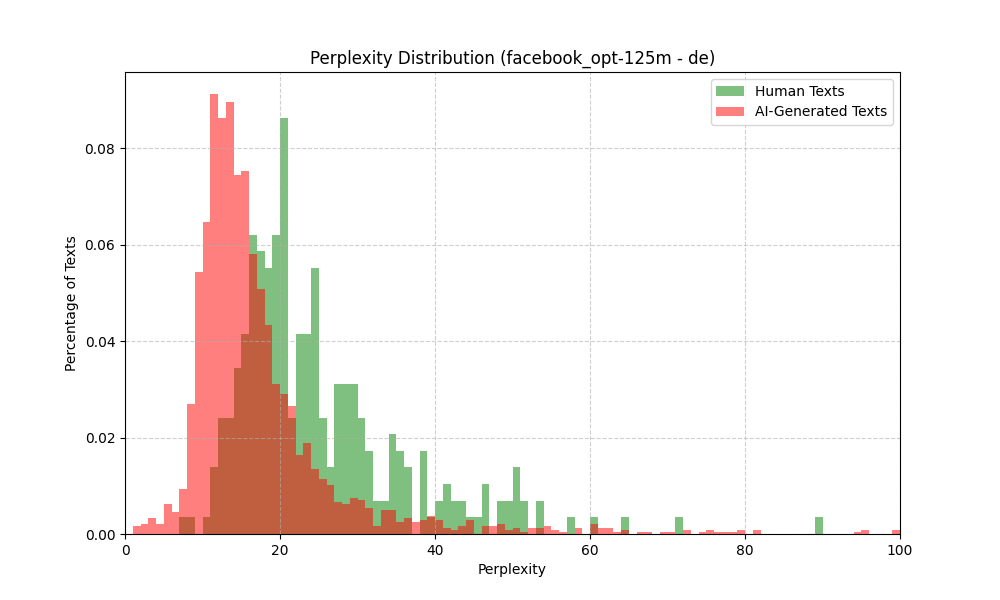 Perplexity Distribution (facebook_opt-125m - de)
Human Texts
AI-Generated Texts
Percentage of Texts
0.08
0.06
0.04
0.02
0.00
0 20 40 60 80 100
Perplexity